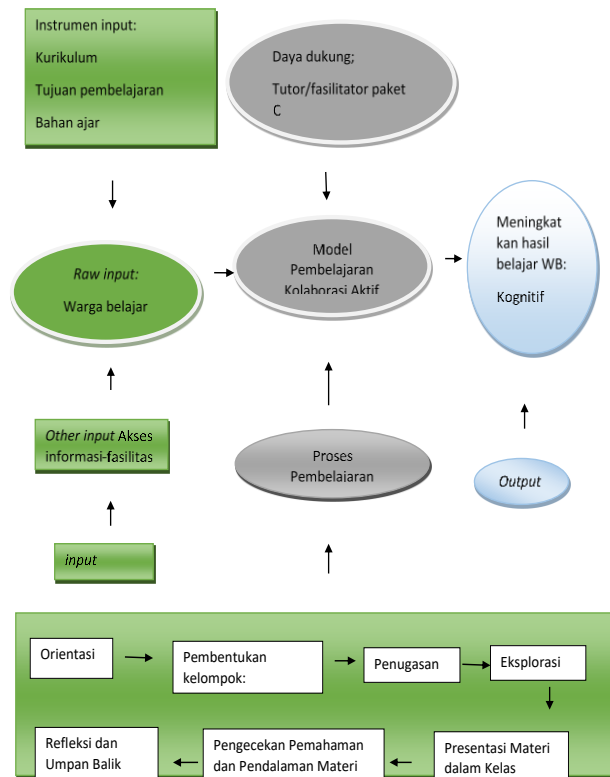 Instrumen input:
Kurikulum
Tujuan pembelajaran
Bahan ajar
Daya dukung;
Tutor/fasilitator paket
C
Raw input:
Warga belajar
Model
Pembelajaran
Kolaborasi Aktif
Meningkat
kan hasil
belajar WB:
Kognitif
Other input Akses
informasi-fasilitas
Proses
Pembelajaran
Output
input
Orientasi
Pembentukan
kelompok:
Penugasan
Eksplorasi
Refleksi dan
Umpan Balik
Pengecekan Pemahaman
dan Pendalaman Materi
Presentasi Materi
dalam Kelas